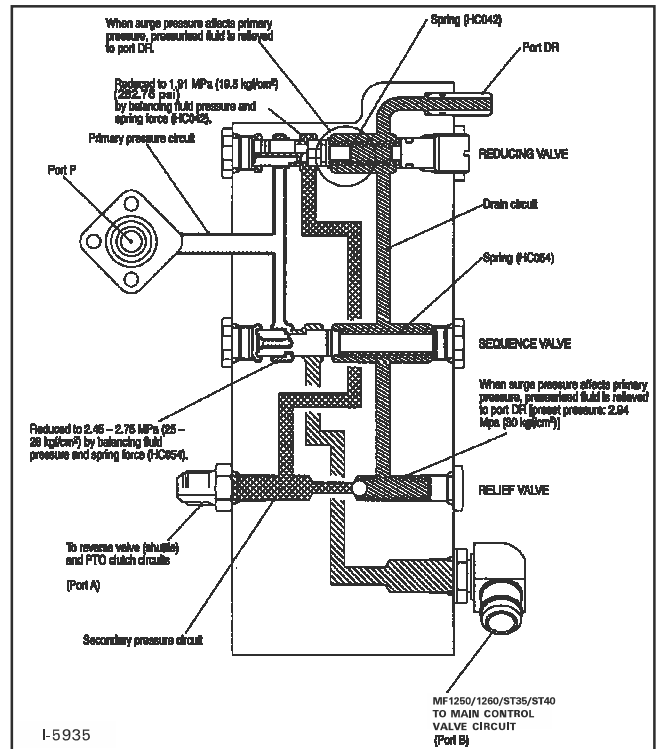 When surge pressure affects primary
pressure, pressurised fluid is relieved
to port DR.
Spring (HC042)
Port DR
Reduced to 1.91 MPa (19.5 kgf/cm²)
(282.75 psi)
by balancing fluid pressure and
spring force (HC042).
Primary pressure circuit
Port P
REDUCING VALVE
Drain circuit
Spring (HC054)
SEQUENCE VALVE
When surge pressure affects primary
pressure, pressurised fluid is relieved
to port DR [preset pressure: 2.94
Mpa (30 kgf/cm²)]
Reduced to 2.45 – 2.75 MPa (25 –
28 kgf/cm²) by balancing fluid
pressure and spring force (HC054).
RELIEF VALVE
To reverse valve (shuttle)
and PTO clutch circuits
(Port A)
Secondary pressure circuit
MF1250/1260/ST35/ST40
TO MAIN CONTROL
VALVE CIRCUIT
(Port B)
I-5935